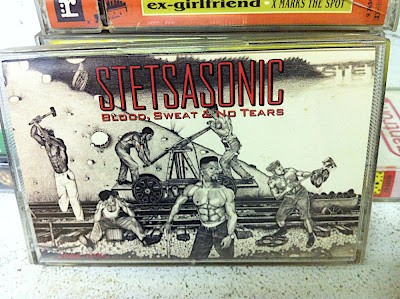 ex-girlfriend • X MARKS THE SPOT
STETSASONIC
BLOOD, SWEAT & NO TEARS